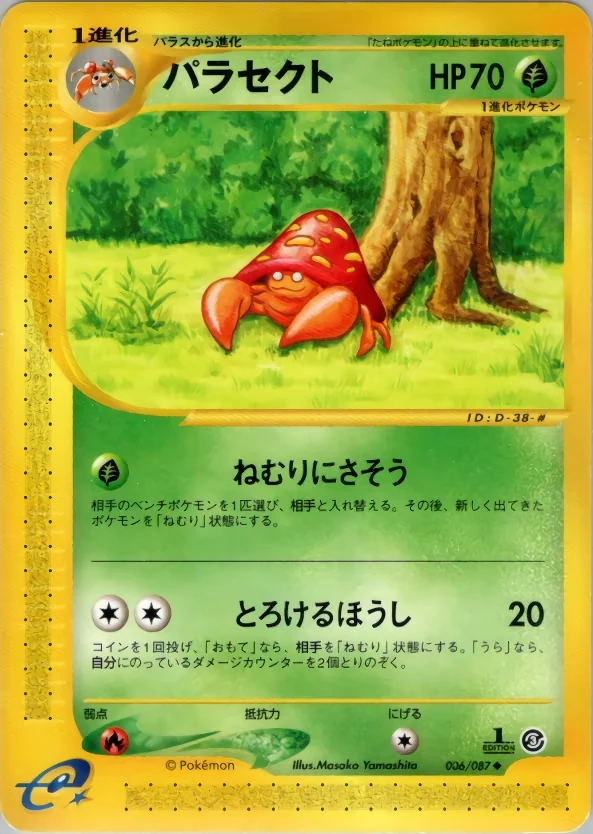 1進化
パラスから進化
「たねポケモン」の上に重ねて進化させます。
パラセクト
HP70
1進化ポケモン
ID:D-38-#
ねむりにさそう
相手のベンチポケモンを1匹選び、相手と入れ替える。その後、新しく出てきた
ポケモンを「ねむり」状態にする。
とろけるほうし
20
コインを1回投げ、「おもて」なら、相手を「ねむり」状態にする。「うら」なら、
自分にのっているダメージカウンターを2個とりのぞく。
弱点
抵抗力
にげる
1
EDITION
3
© Pokémon
Illus.Masako Yamashita
006/087
e